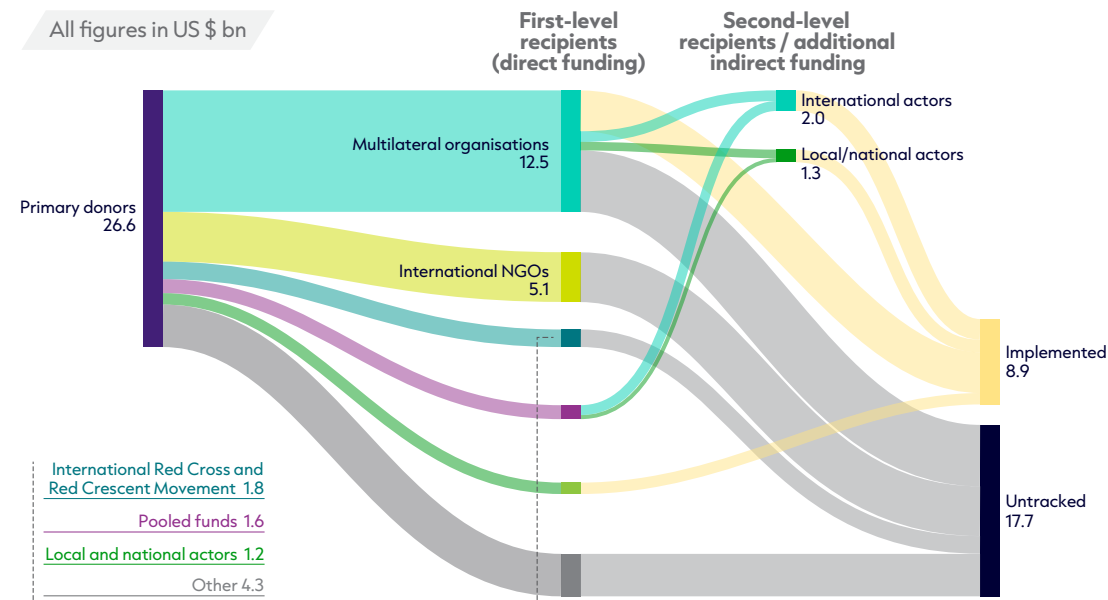 All figures in US $ bn
First-level
recipients
(direct funding)
Second-level
recipients / additional
indirect funding
Primary donors
26.6
Multilateral organisations
12.5
International NGOs
5.1
International actors
2.0
Local/national actors
1.3
Implemented
8.9
Untracked
17.7
International Red Cross and
Red Crescent Movement 1.8
Pooled funds 1.6
Local and national actors 1.2
Other 4.3